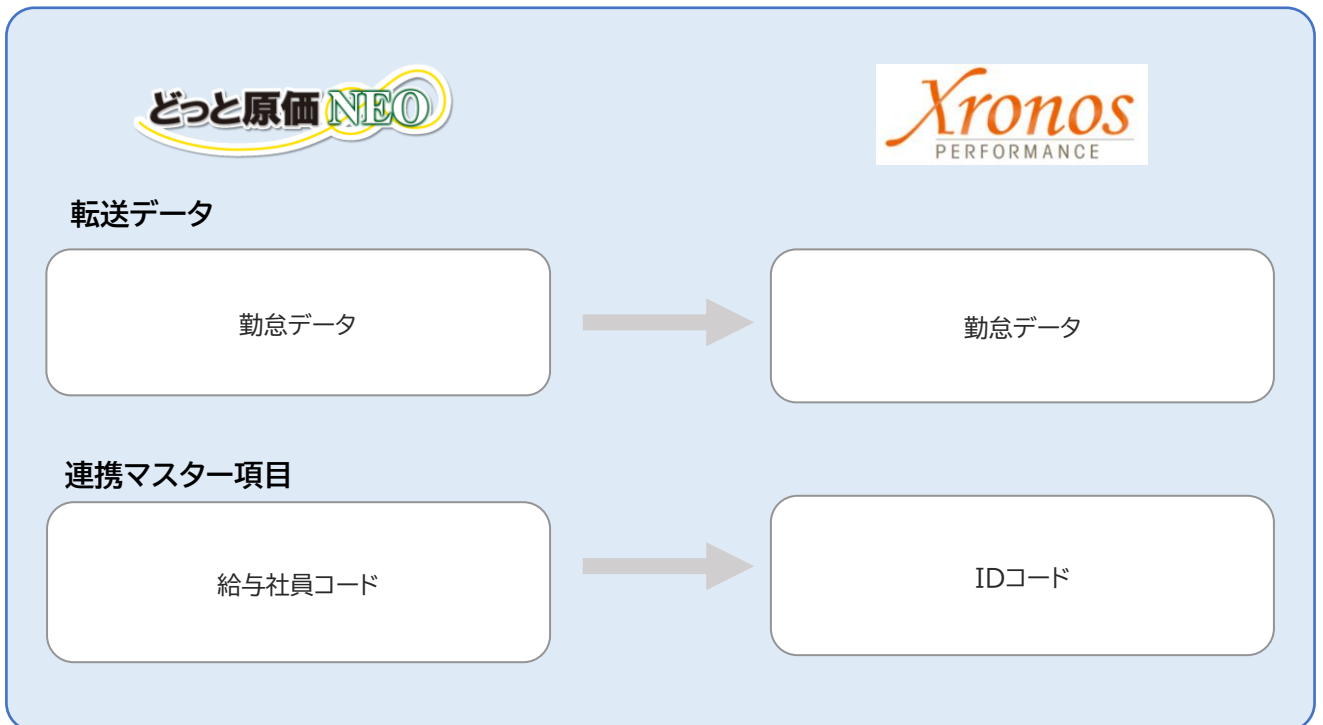 どっと原価NEO
Xronos
PERFORMANCE
転送データ
勤怠データ
勤怠データ
連携マスター項目
給与社員コード
IDコード